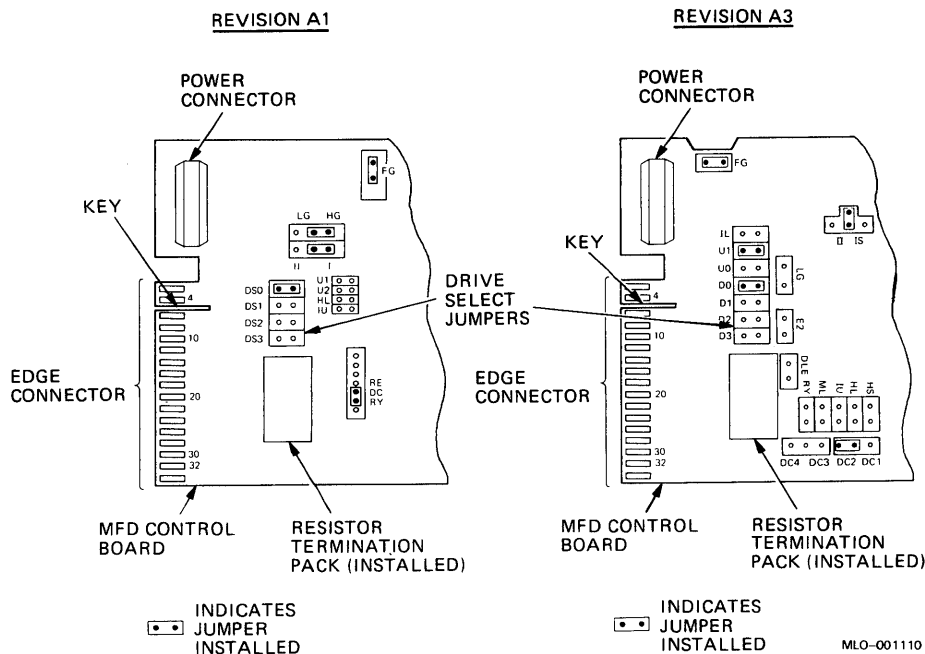 REVISION A1
POWER
CONNECTOR
FG
KEY
LG HG
II I
U1
U2
HL
IU
DS0
DS1
DS2
DS3
4
10
20
30
32
EDGE
CONNECTOR
RE
DC
RY
MFD CONTROL
BOARD
RESISTOR
TERMINATION
PACK (INSTALLED)
INDICATES
JUMPER
INSTALLED
DRIVE
SELECT
JUMPERS
REVISION A3
POWER
CONNECTOR
FG
KEY
II IS
IL
U1
U0
D0
D1
D2
D3
LG
E2
4
10
20
30
32
EDGE
CONNECTOR
DLE
RY
ML
IU
HL
HS
DC4 DC3 DC2 DC1
MFD CONTROL
BOARD
RESISTOR
TERMINATION
PACK (INSTALLED)
INDICATES
JUMPER
INSTALLED
MLO-001110